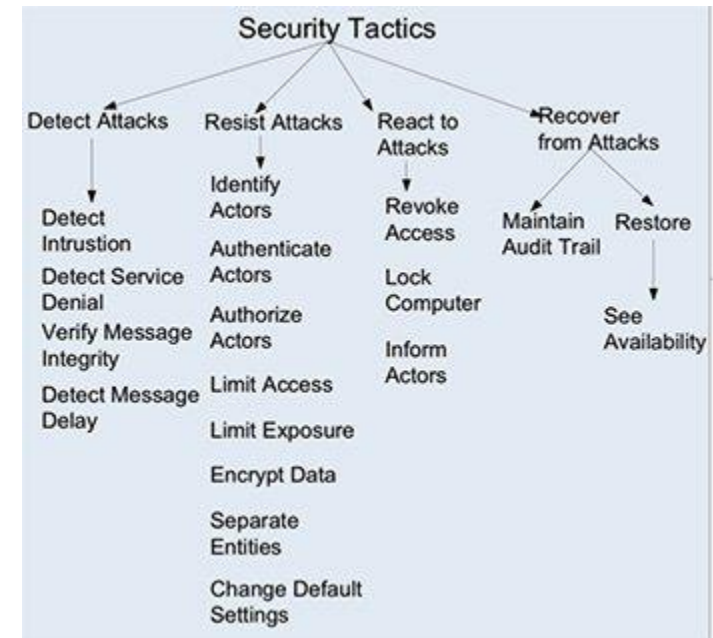 Security Tactics
Detect Attacks
Detect
Intrustion
Detect Service
Denial
Verify Message
Integrity
Detect Message
Delay
Resist Attacks
Identify
Actors
Authenticate
Actors
Authorize
Actors
Limit Access
Limit Exposure
Encrypt Data
Separate
Entities
Change Default
Settings
React to
Attacks
Revoke
Access
Lock
Computer
Inform
Actors
Recover
from Attacks
Maintain
Audit Trail
Restore
See
Availability